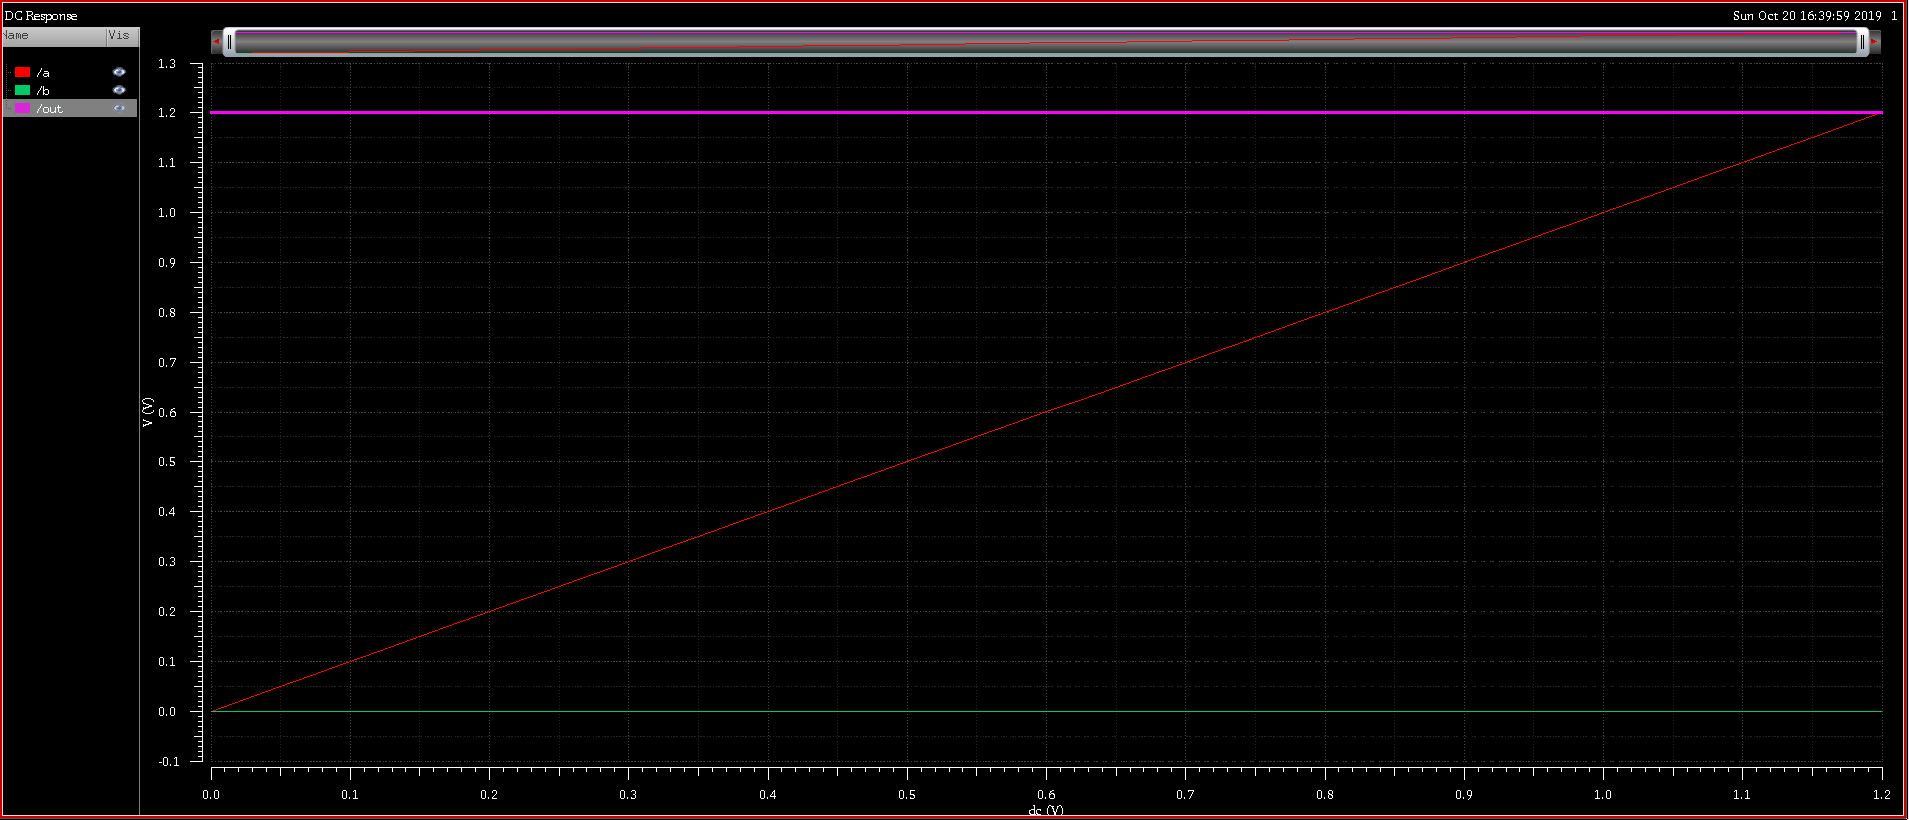 DC Response
Sun Oct 20 16:39:59 2019 1
Name Vis
/a
/b
/out
1.3
1.2
1.1
1.0
0.9
0.8
0.7
0.6
0.5
0.4
0.3
0.2
0.1
0.0
-0.1
V (V)
0.0 0.1 0.2 0.3 0.4 0.5 0.6 0.7 0.8 0.9 1.0 1.1 1.2
dc (V)